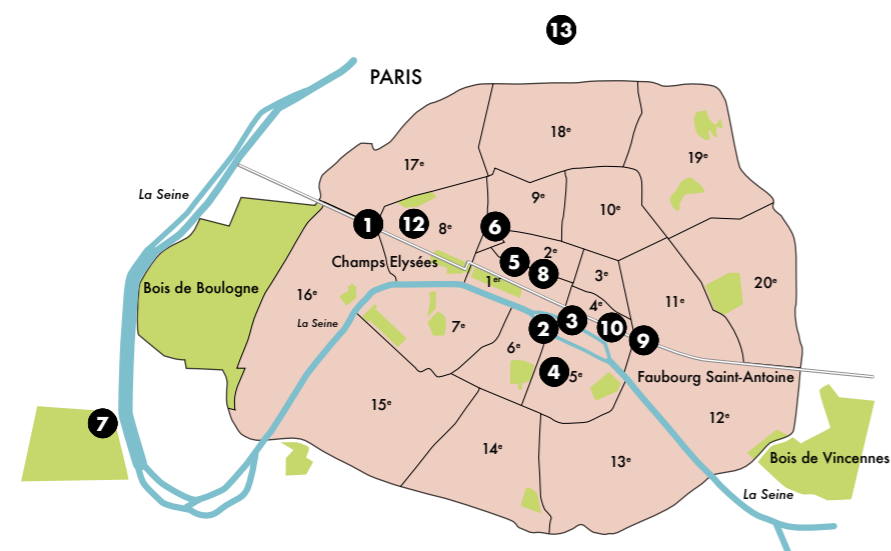 13
PARIS
18ᵉ
19ᵉ
17ᵉ
La Seine
9ᵉ
10ᵉ
1
12
8ᵉ
6
2ᵉ
Champs Elysées
5
8
3ᵉ
1ᵉʳ
20ᵉ
Bois de Boulogne
16ᵉ
11ᵉ
4ᵉ
La Seine
7ᵉ
2
3
10
9
6ᵉ
4
5ᵉ
Faubourg Saint-Antoine
15ᵉ
12ᵉ
7
14ᵉ
13ᵉ
Bois de Vincennes
La Seine